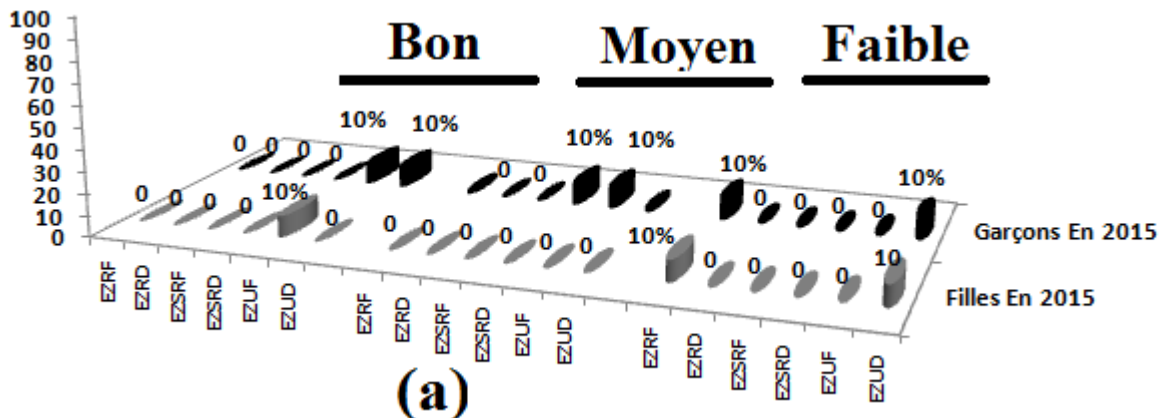 100
90
80
70
60
50
40
30
20
10
0
Bon Moyen Faible
0 0 0 0 10% 10% 0 0 10% 10% 10% 0 0 0 0 10%
Garçons En 2015
0 0 0 0 10% 0 0 0 0 0 0 0 10% 0 0 0 0 10
Filles En 2015
EZRF
EZRD
EZSRF
EZSRD
EZUF
EZUD
EZRF
EZRD
EZSRF
EZSRD
EZUF
EZUD
EZRF
EZRD
EZSRF
EZSRD
EZUF
EZUD
(a)